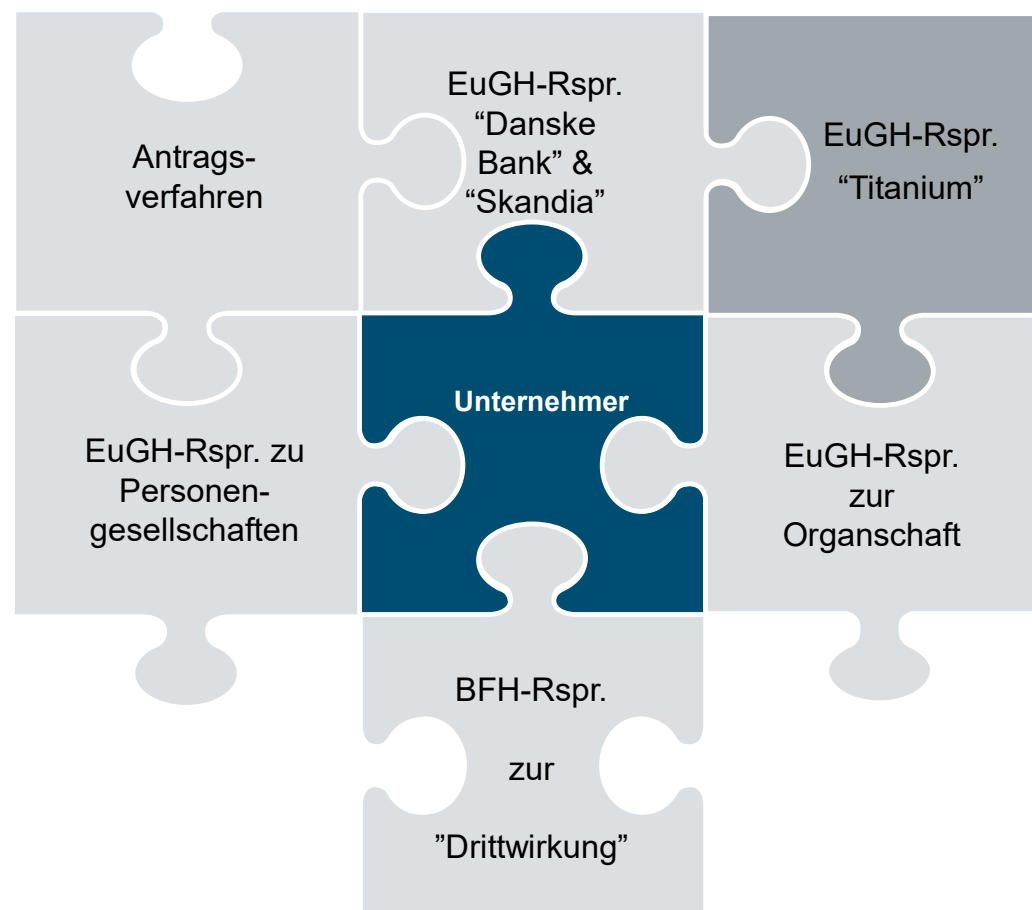 Antrags-
verfahren
EuGH-Rspr.
“Danske
Bank” &
“Skandia”
EuGH-Rspr.
“Titanium”
EuGH-Rspr. zu
Personen-
gesellschaften
Unternehmer
EuGH-Rspr.
zur
Organschaft
BFH-Rspr.
zur
”Drittwirkung”